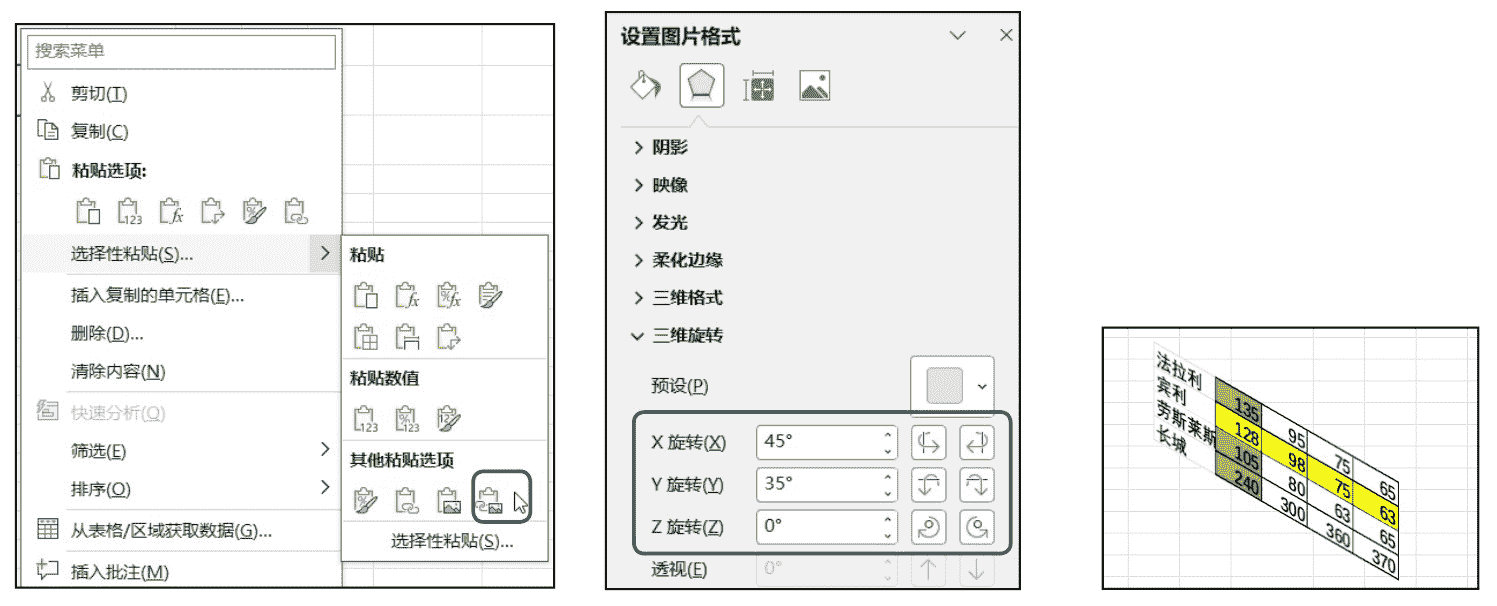 搜索菜单
剪切(T)
复制(C)
粘贴选项:
选择性粘贴(S)...
插入复制的单元格(E)...
删除(D)...
清除内容(N)
快速分析(Q)
筛选(E)
排序(O)
从表格/区域获取数据(G)...
插入批注(M)
粘贴
粘贴数值
其他粘贴选项
选择性粘贴(S)...
设置图片格式
阴影
映像
发光
柔化边缘
三维格式
三维旋转
预设(P)
X 旋转(X) 45°
Y 旋转(Y) 35°
Z 旋转(Z) 0°
透视(E) 0°
法拉利 135 95 75 65
宾利 128 98 75 63
劳斯莱斯 105 80 63 65
长城 240 300 360 370